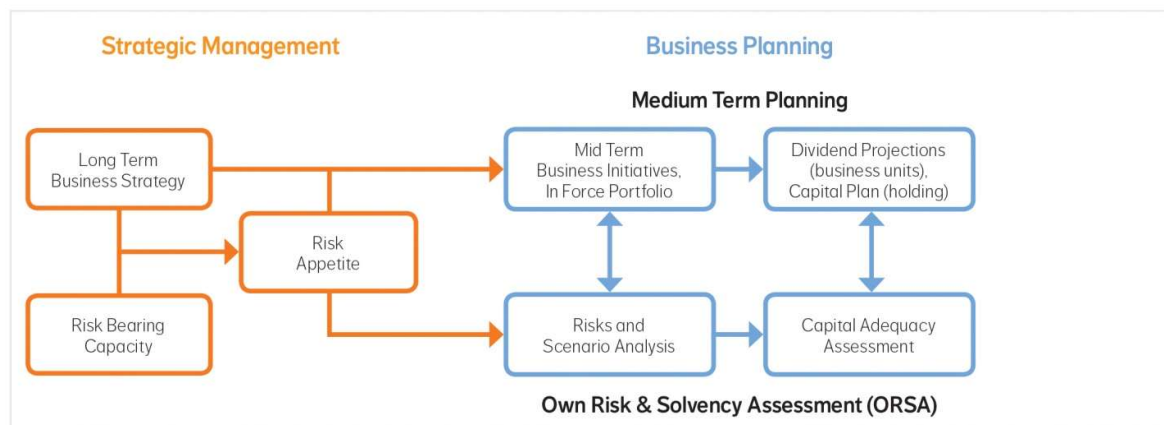 Strategic Management
Business Planning
Medium Term Planning
Long Term
Business Strategy
Mid Term
Business Initiatives,
In Force Portfolio
Dividend Projections
(business units),
Capital Plan (holding)
Risk
Appetite
Risk Bearing
Capacity
Risks and
Scenario Analysis
Capital Adequacy
Assessment
Own Risk & Solvency Assessment (ORSA)